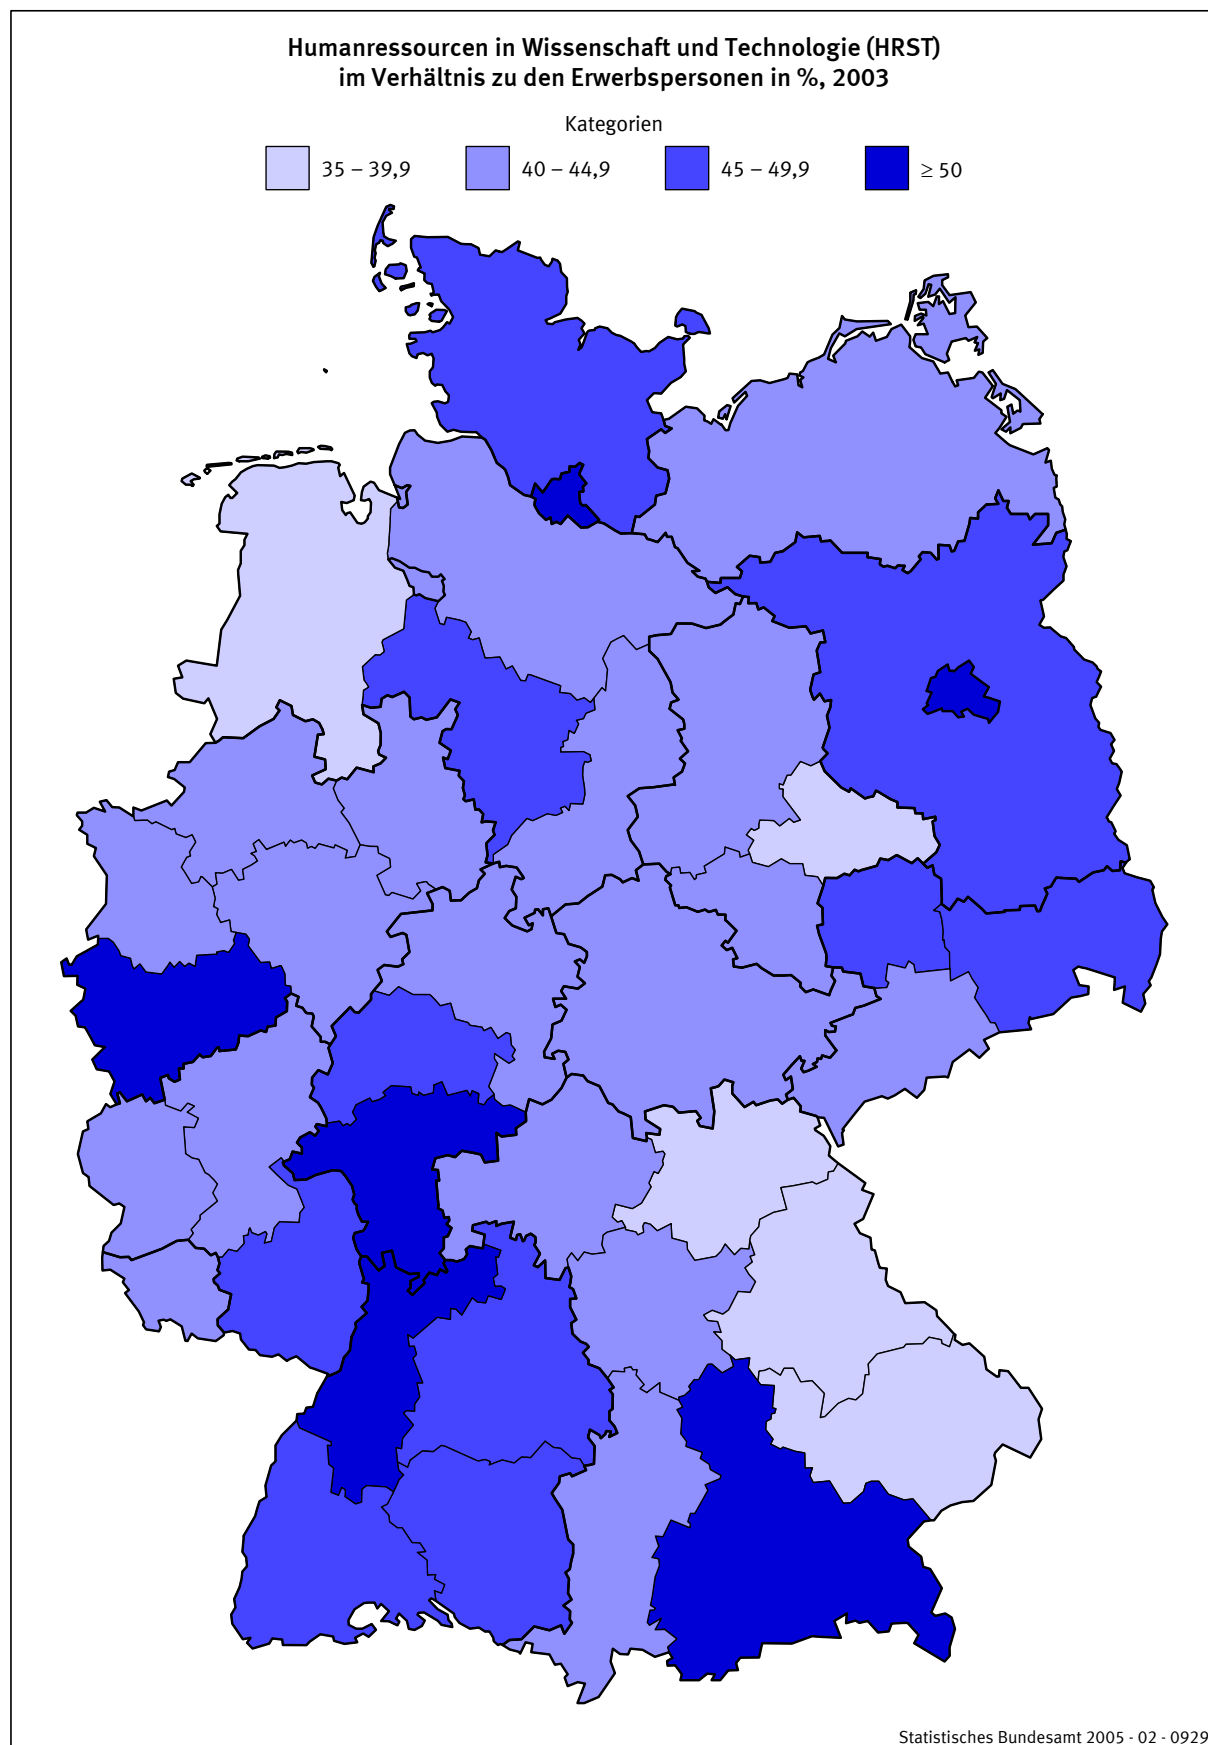 Humanressourcen in Wissenschaft und Technologie (HRST)
im Verhältnis zu den Erwerbspersonen in %, 2003
Kategorien
35 – 39,9 40 – 44,9 45 – 49,9 ≥ 50
Statistisches Bundesamt 2005 - 02 - 0929